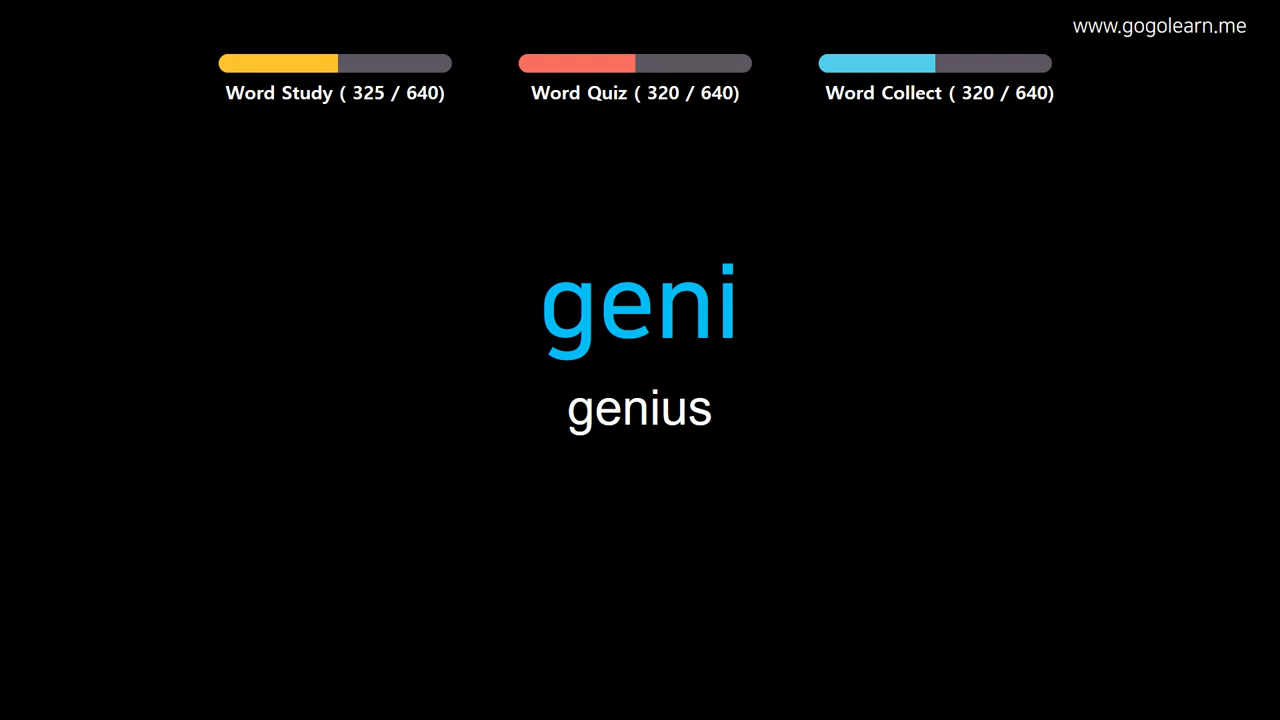 www.gogolearn.me
Word Study ( 325 / 640)
Word Quiz ( 320 / 640)
Word Collect ( 320 / 640)
geni
genius